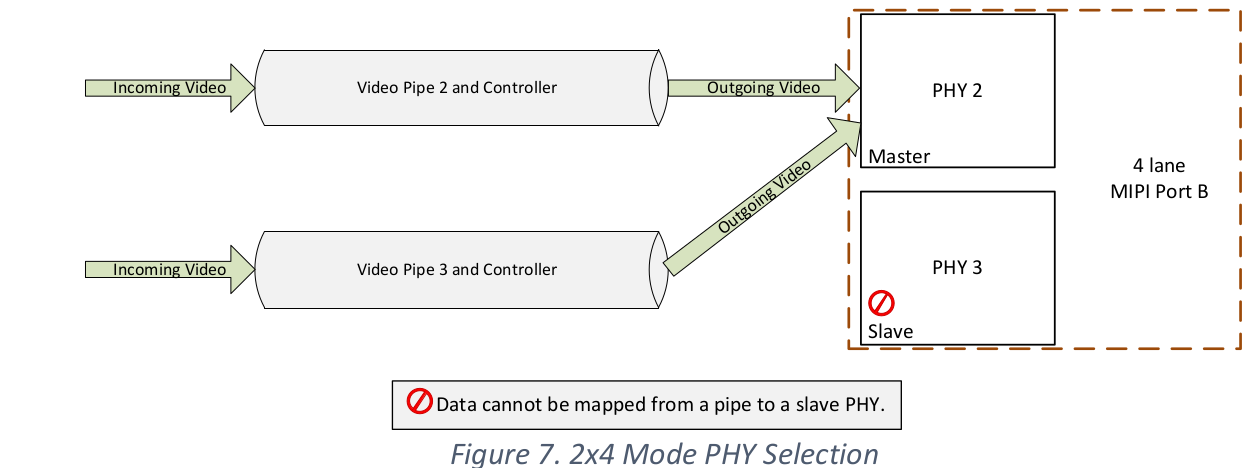 Incoming Video
Video Pipe 2 and Controller
Outgoing Video
PHY 2
Master
4 lane
MIPI Port B
Outgoing Video
Incoming Video
Video Pipe 3 and Controller
PHY 3
Slave
Data cannot be mapped from a pipe to a slave PHY.
Figure 7. 2x4 Mode PHY Selection